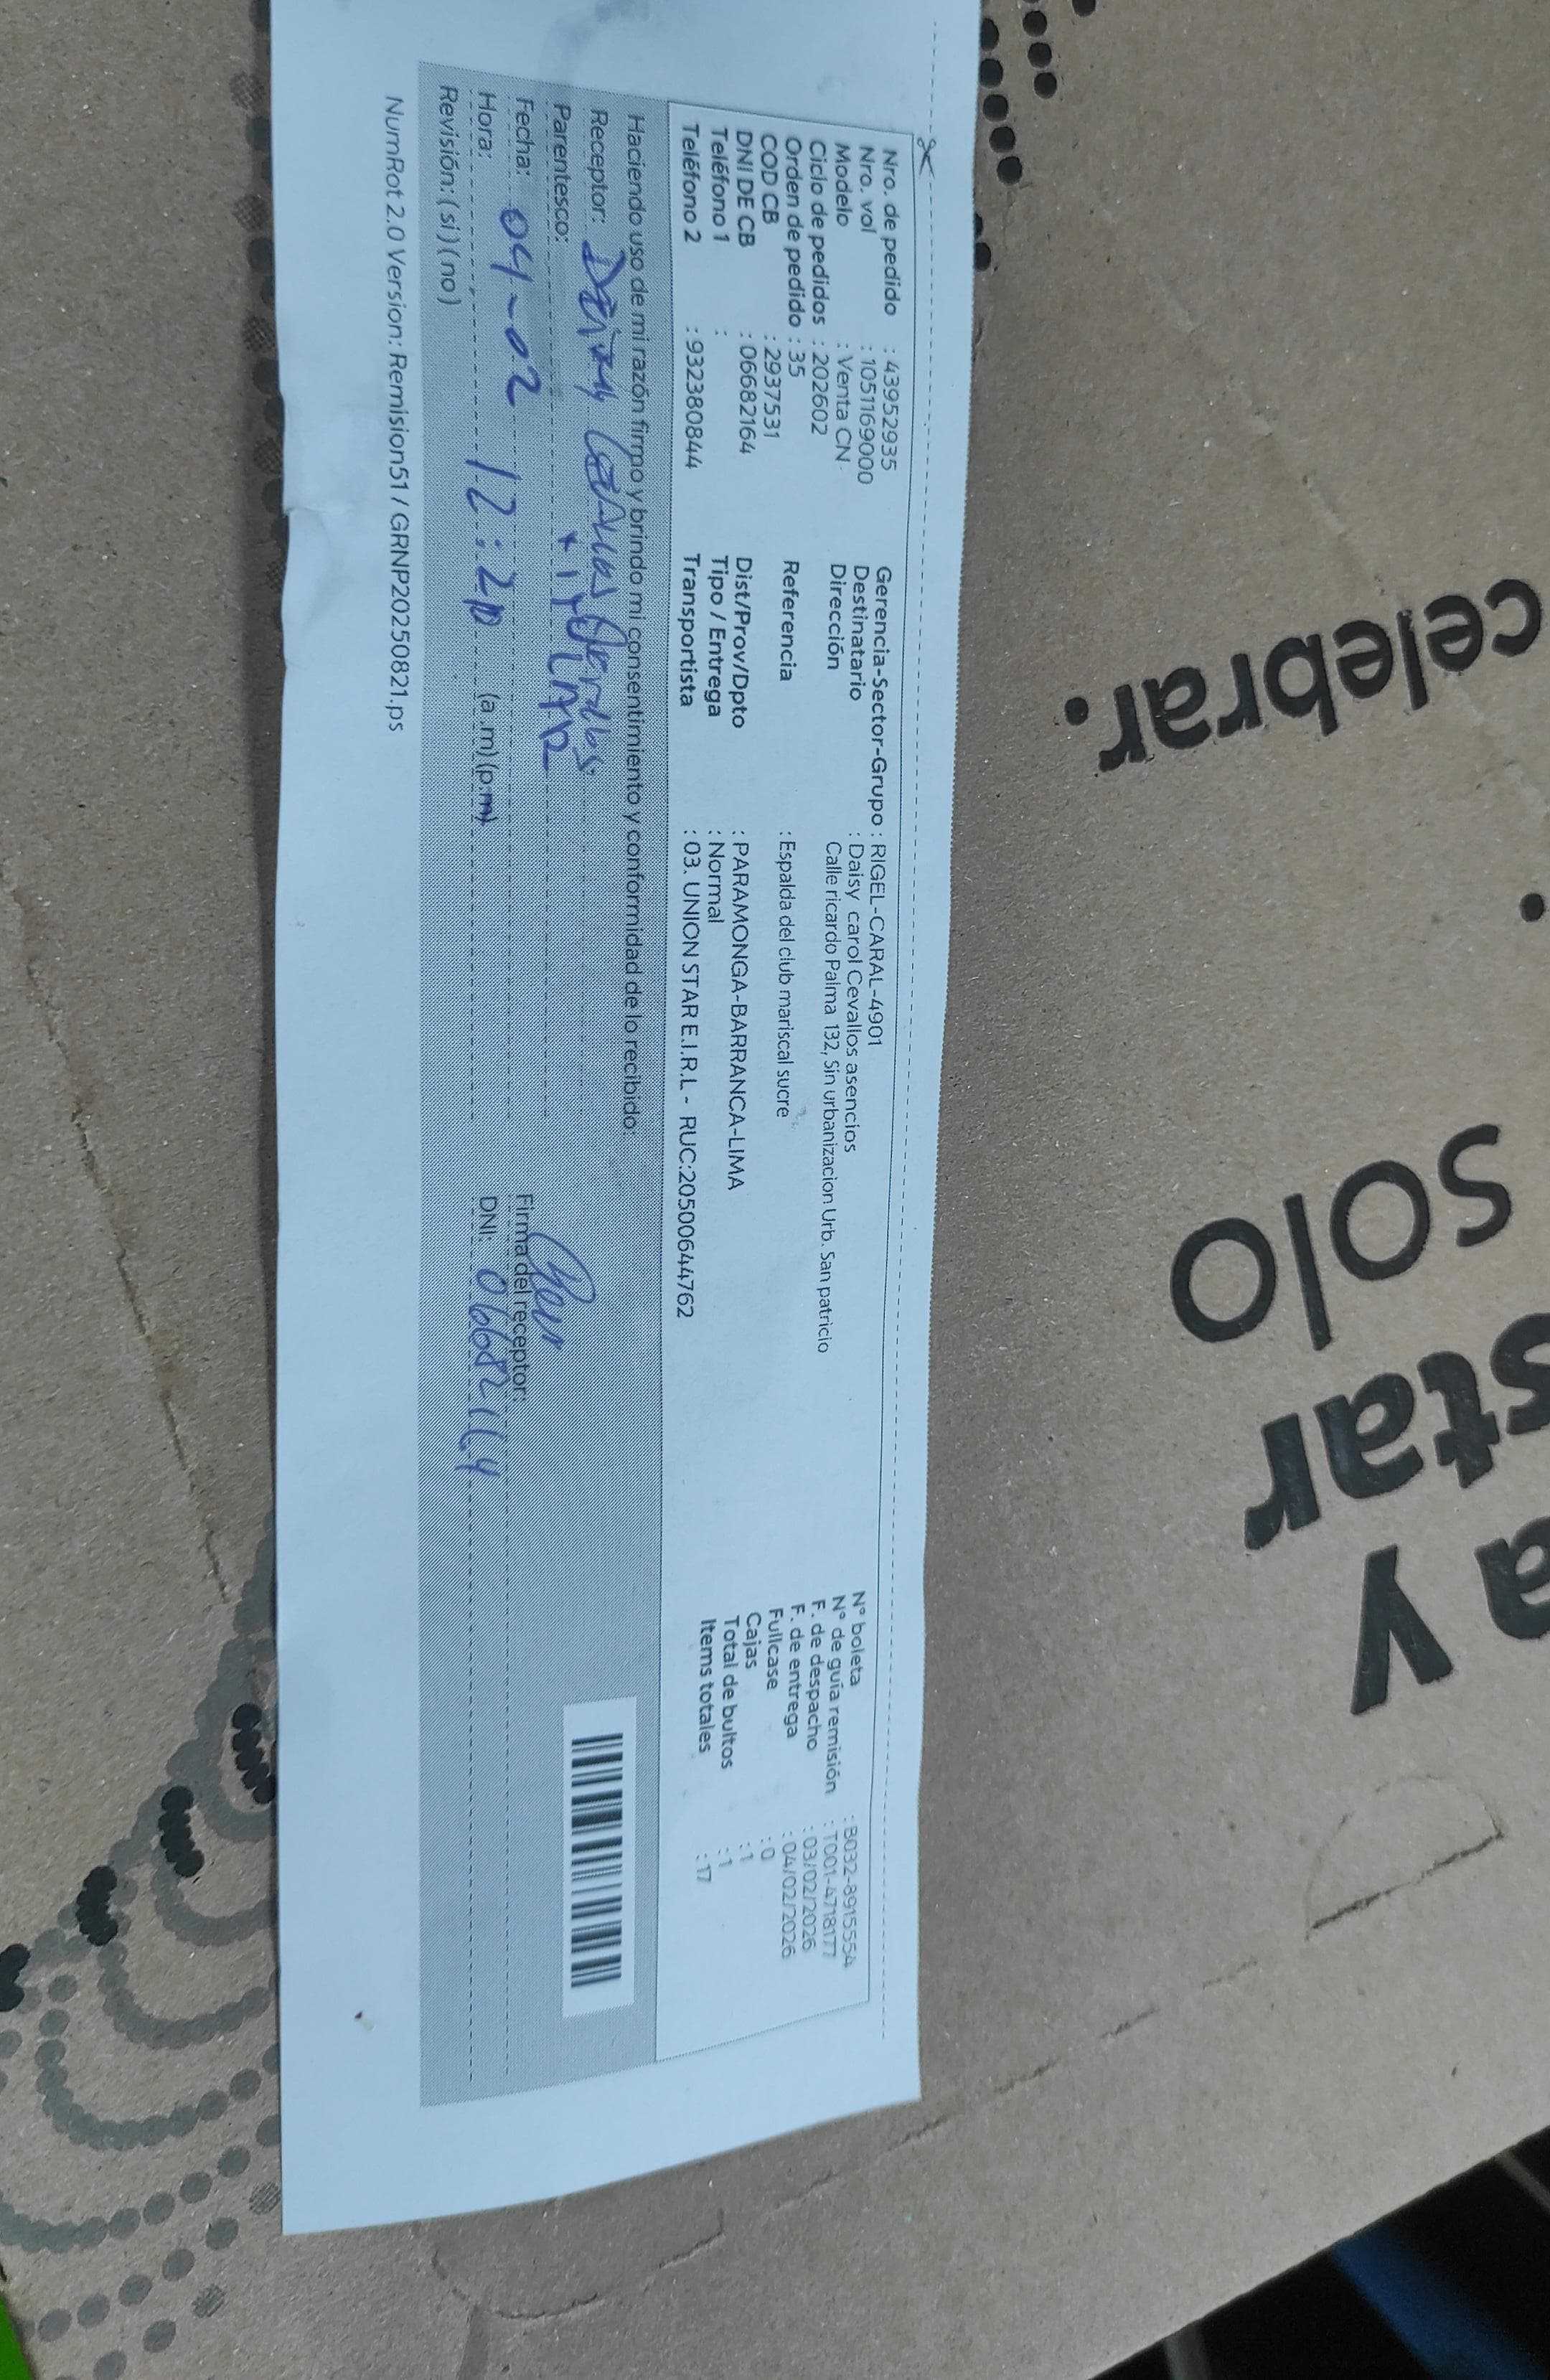 Nro. de pedido : 43952935
Nro. vol : 1051169000
Modelo : Venta CN
Ciclo de pedidos : 202602
Orden de pedido : 35
COD CB : 2937531
DNI DE CB : 06682164
Teléfono 1 :
Teléfono 2 : 932380844
Gerencia-Sector-Grupo : RIGEL-CARAL-4901
Destinatario : Daisy carol Cevallos asencios
Dirección Calle ricardo Palma 132, Sin urbanizacion Urb. San patricio
Referencia : Espalda del club mariscal sucre
Dist/Prov/Dpto : PARAMONGA-BARRANCA-LIMA
Tipo / Entrega : Normal
Transportista : 03. UNION STAR E.I.R.L - RUC:20500644762
N° boleta : B032-8915554
N° de guía remisión : T001-4718177
F. de despacho : 03/02/2026
F. de entrega : 04/02/2026
Fullcase : 0
Cajas : 1
Total de bultos : 1
Items totales : 17
Haciendo uso de mi razón firmo y brindo mi consentimiento y conformidad de lo recibido:
Receptor:
Parentesco: TITULAR
Fecha: 04-02
Hora: 12:20 (a.m)(p.m)
Revisión: (si) (no)
Firma del receptor:
DNI: 06682164
NumRot 2.0 Version: Remision51 / GRNP20250821.ps
celebrar.
solo
star
a y